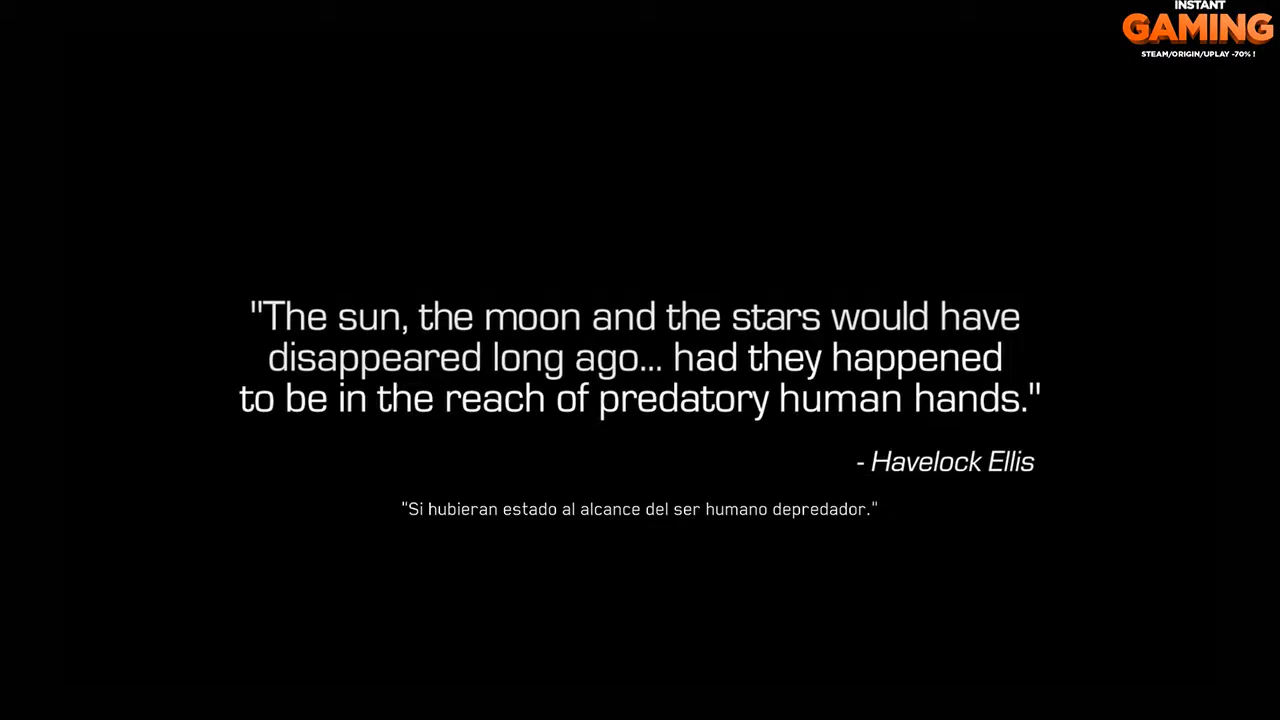 INSTANT
GAMING
STEAM/ORIGIN/UPLAY -70% !
"The sun, the moon and the stars would have
disappeared long ago... had they happened
to be in the reach of predatory human hands."
- Havelock Ellis
"Si hubieran estado al alcance del ser humano depredador."